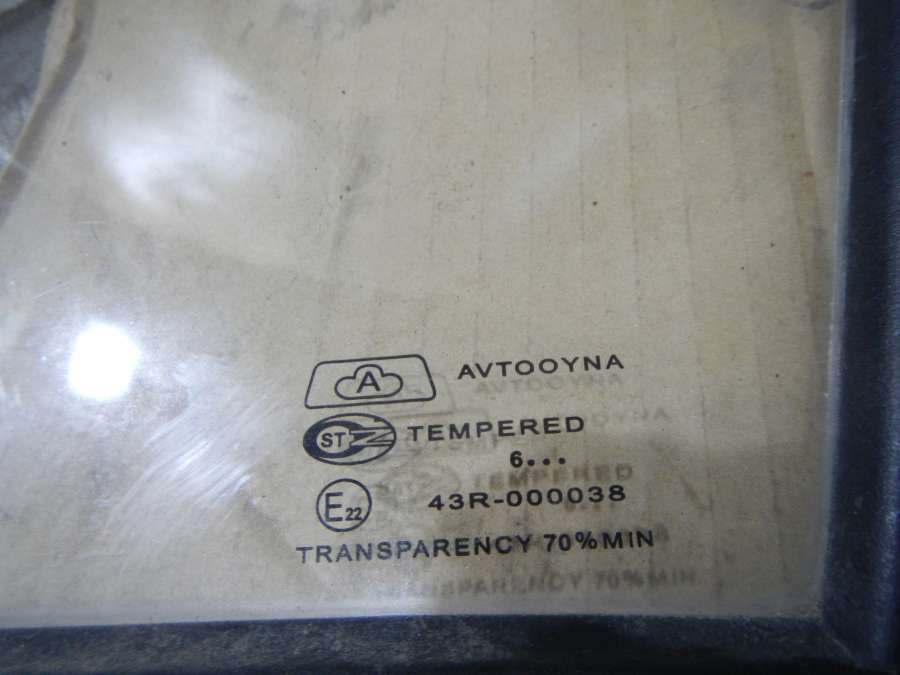 A AVTOOYNA
ST TEMPERED
6...
E22 43R-000038
TRANSPARENCY 70%MIN